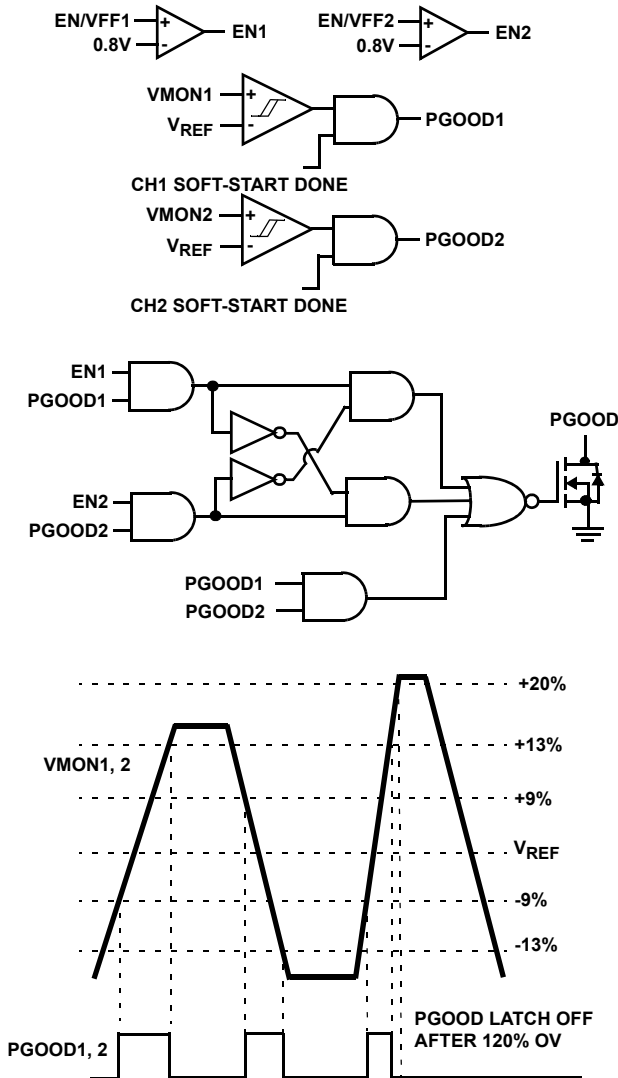 EN/VFF1 + EN1
0.8V -
EN/VFF2 + EN2
0.8V -
VMON1 +
VREF -
PGOOD1
CH1 SOFT-START DONE
VMON2 +
VREF -
PGOOD2
CH2 SOFT-START DONE
EN1
PGOOD1
EN2
PGOOD2
PGOOD1
PGOOD2
PGOOD
+20%
+13%
VMON1, 2
+9%
VREF
-9%
-13%
PGOOD LATCH OFF
AFTER 120% OV
PGOOD1, 2